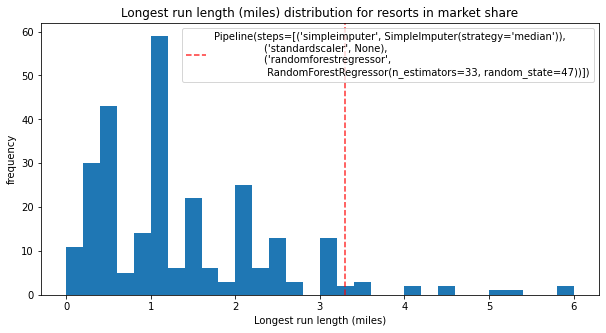 Longest run length (miles) distribution for resorts in market share
Pipeline(steps=[('simpleimputer', SimpleImputer(strategy='median')),
('standardscaler', None),
('randomforestregressor',
RandomForestRegressor(n_estimators=33, random_state=47))])
frequency
60
50
40
30
20
10
0
0 1 2 3 4 5 6
Longest run length (miles)